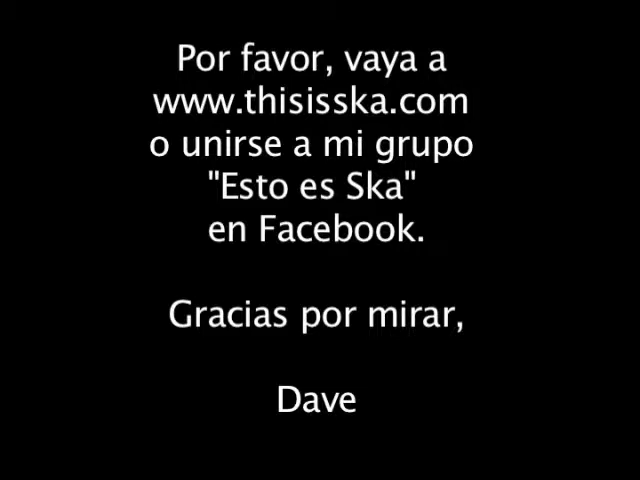 Por favor, vaya a
www.thisisska.com
o unirse a mi grupo
"Esto es Ska"
en Facebook.
Gracias por mirar,
Dave